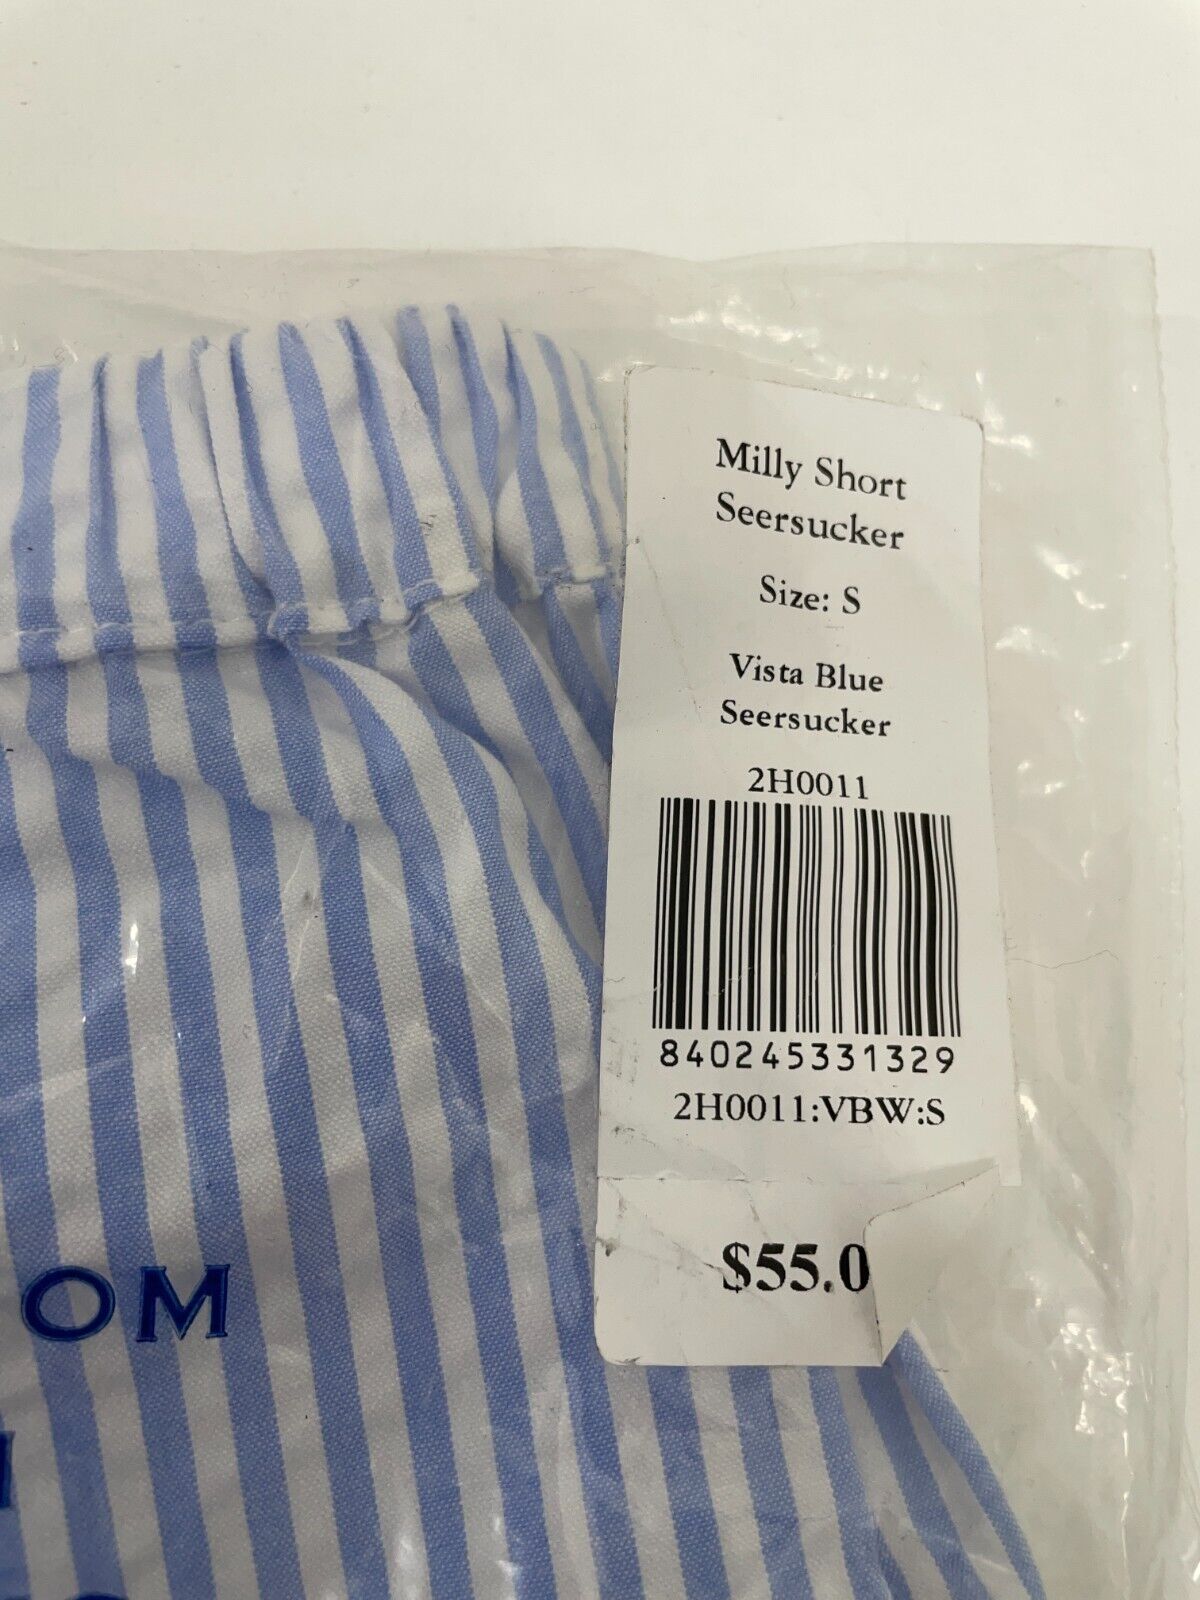 Milly Short
Seersucker
Size: S
Vista Blue
Seersucker
2H0011
840245331329
2H0011:VBW:S
$55.0
OM